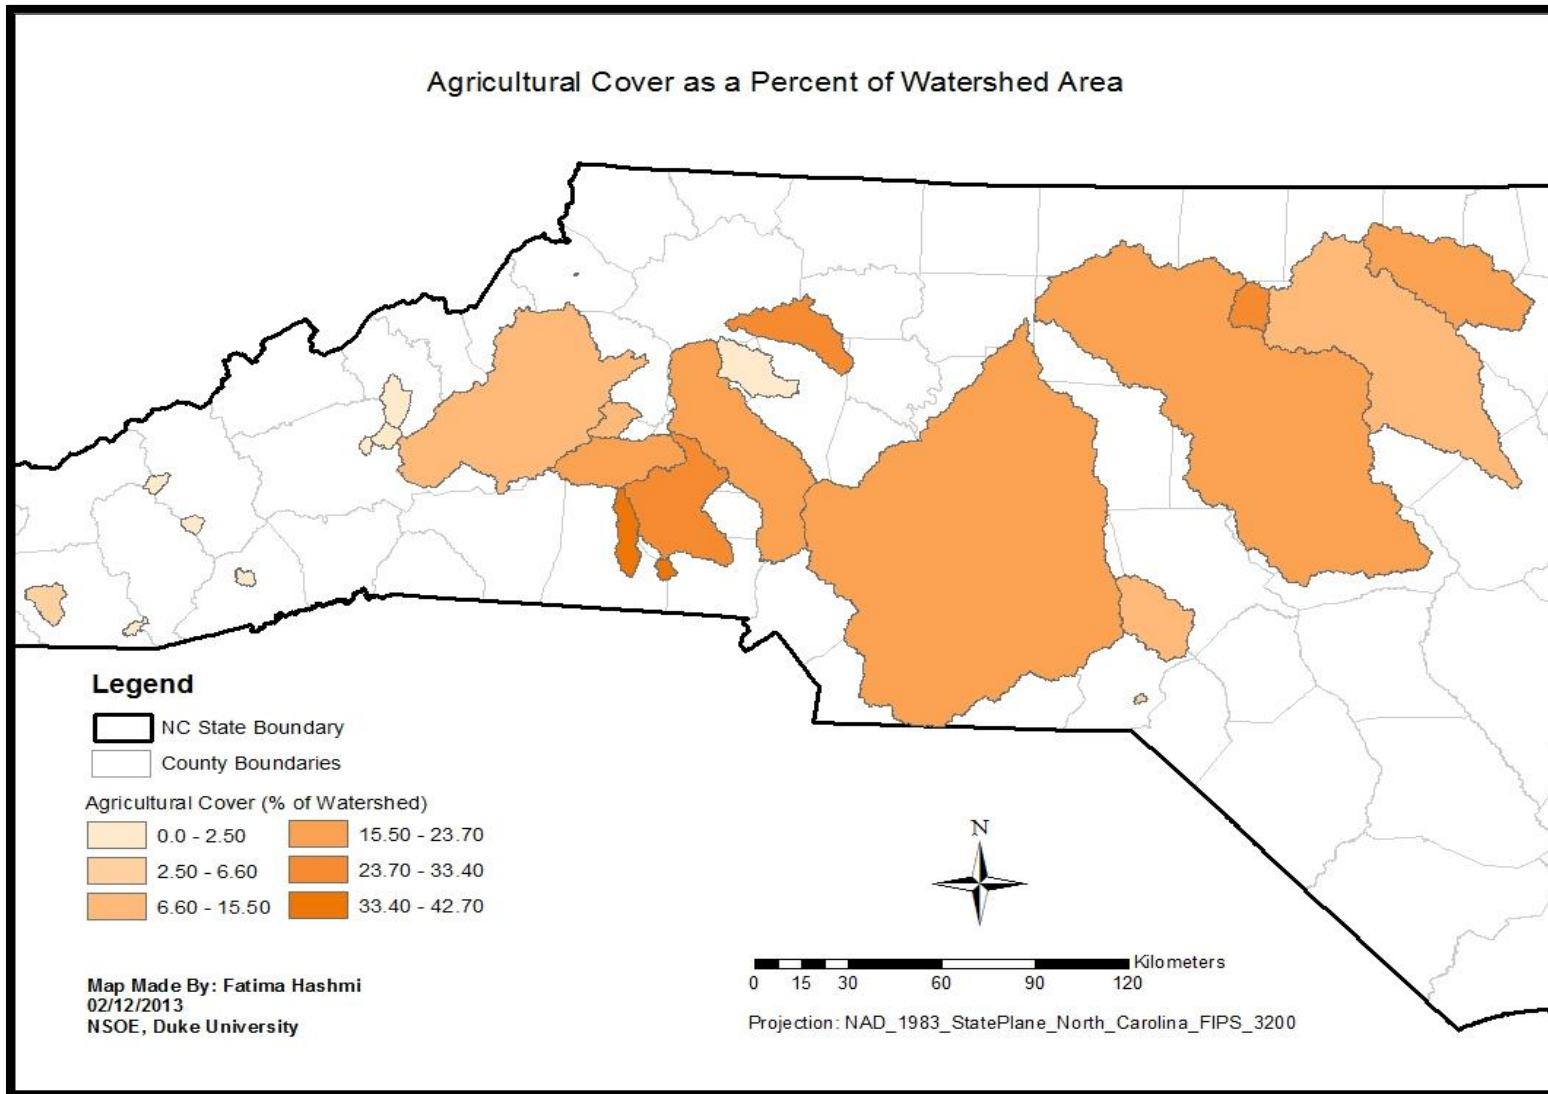 Agricultural Cover as a Percent of Watershed Area
Legend
NC State Boundary
County Boundaries
Agricultural Cover (% of Watershed)
0.0 - 2.50
2.50 - 6.60
6.60 - 15.50
15.50 - 23.70
23.70 - 33.40
33.40 - 42.70
Map Made By: Fatima Hashmi
02/12/2013
NSOE, Duke University
N
Kilometers
0 15 30 60 90 120
Projection: NAD_1983_StatePlane_North_Carolina_FIPS_3200